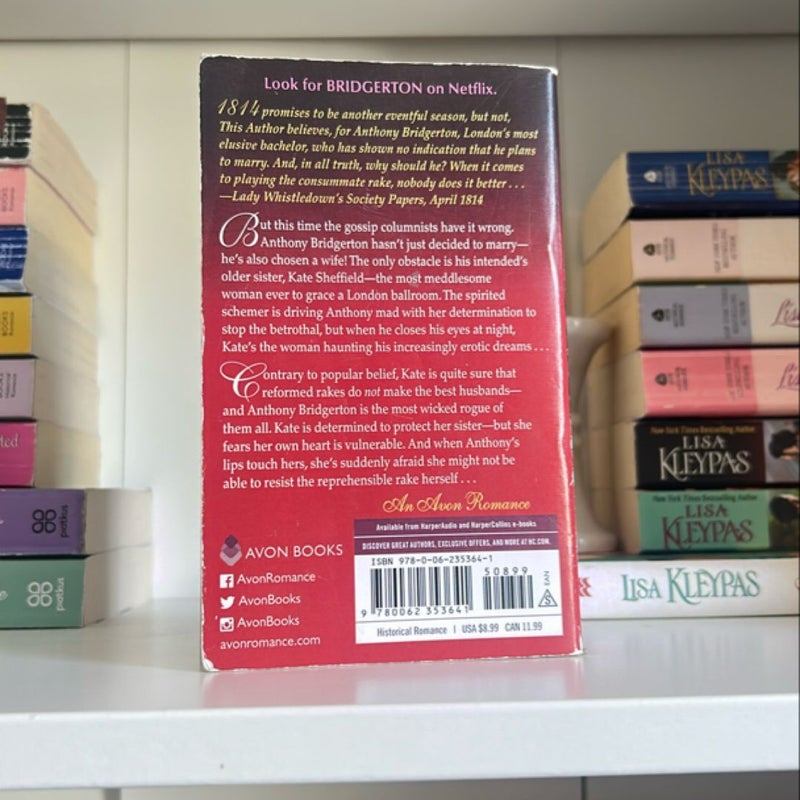 Look for BRIDGERTON on Netflix.
1814 promises to be another eventful season, but not,
This Author believes, for Anthony Bridgerton, London's most
elusive bachelor, who has shown no indication that he plans
to marry. And, in all truth, why should he? When it comes
to playing the consummate rake, nobody does it better . . .
—Lady Whistledown's Society Papers, April 1814
But this time the gossip columnists have it wrong.
Anthony Bridgerton hasn't just decided to marry—
he's also chosen a wife! The only obstacle is his intended's
older sister, Kate Sheffield—the most meddlesome
woman ever to grace a London ballroom. The spirited
schemer is driving Anthony mad with her determination to
stop the betrothal, but when he closes his eyes at night,
Kate's the woman haunting his increasingly erotic dreams . . .
Contrary to popular belief, Kate is quite sure that
reformed rakes do not make the best husbands—
and Anthony Bridgerton is the most wicked rogue of
them all. Kate is determined to protect her sister—but she
fears her own heart is vulnerable. And when Anthony's
lips touch hers, she's suddenly afraid she might not be
able to resist the reprehensible rake herself . . .
An Avon Romance
Available from HarperAudio and HarperCollins e-books
DISCOVER GREAT AUTHORS, EXCLUSIVE OFFERS, AND MORE AT HC.COM.
AVON BOOKS
AvonRomance
AvonBooks
AvonBooks
avonromance.com
ISBN 978-0-06-235364-1
50899
EAN
9 780062 353641
Historical Romance | USA $8.99 CAN 11.99
piatkus
piatkus
LISA
KLEYPAS
New York Times Bestselling Author
LISA
KLEYPAS
New York Times Bestselling Author
LISA
KLEYPAS
LISA KLEYPAS